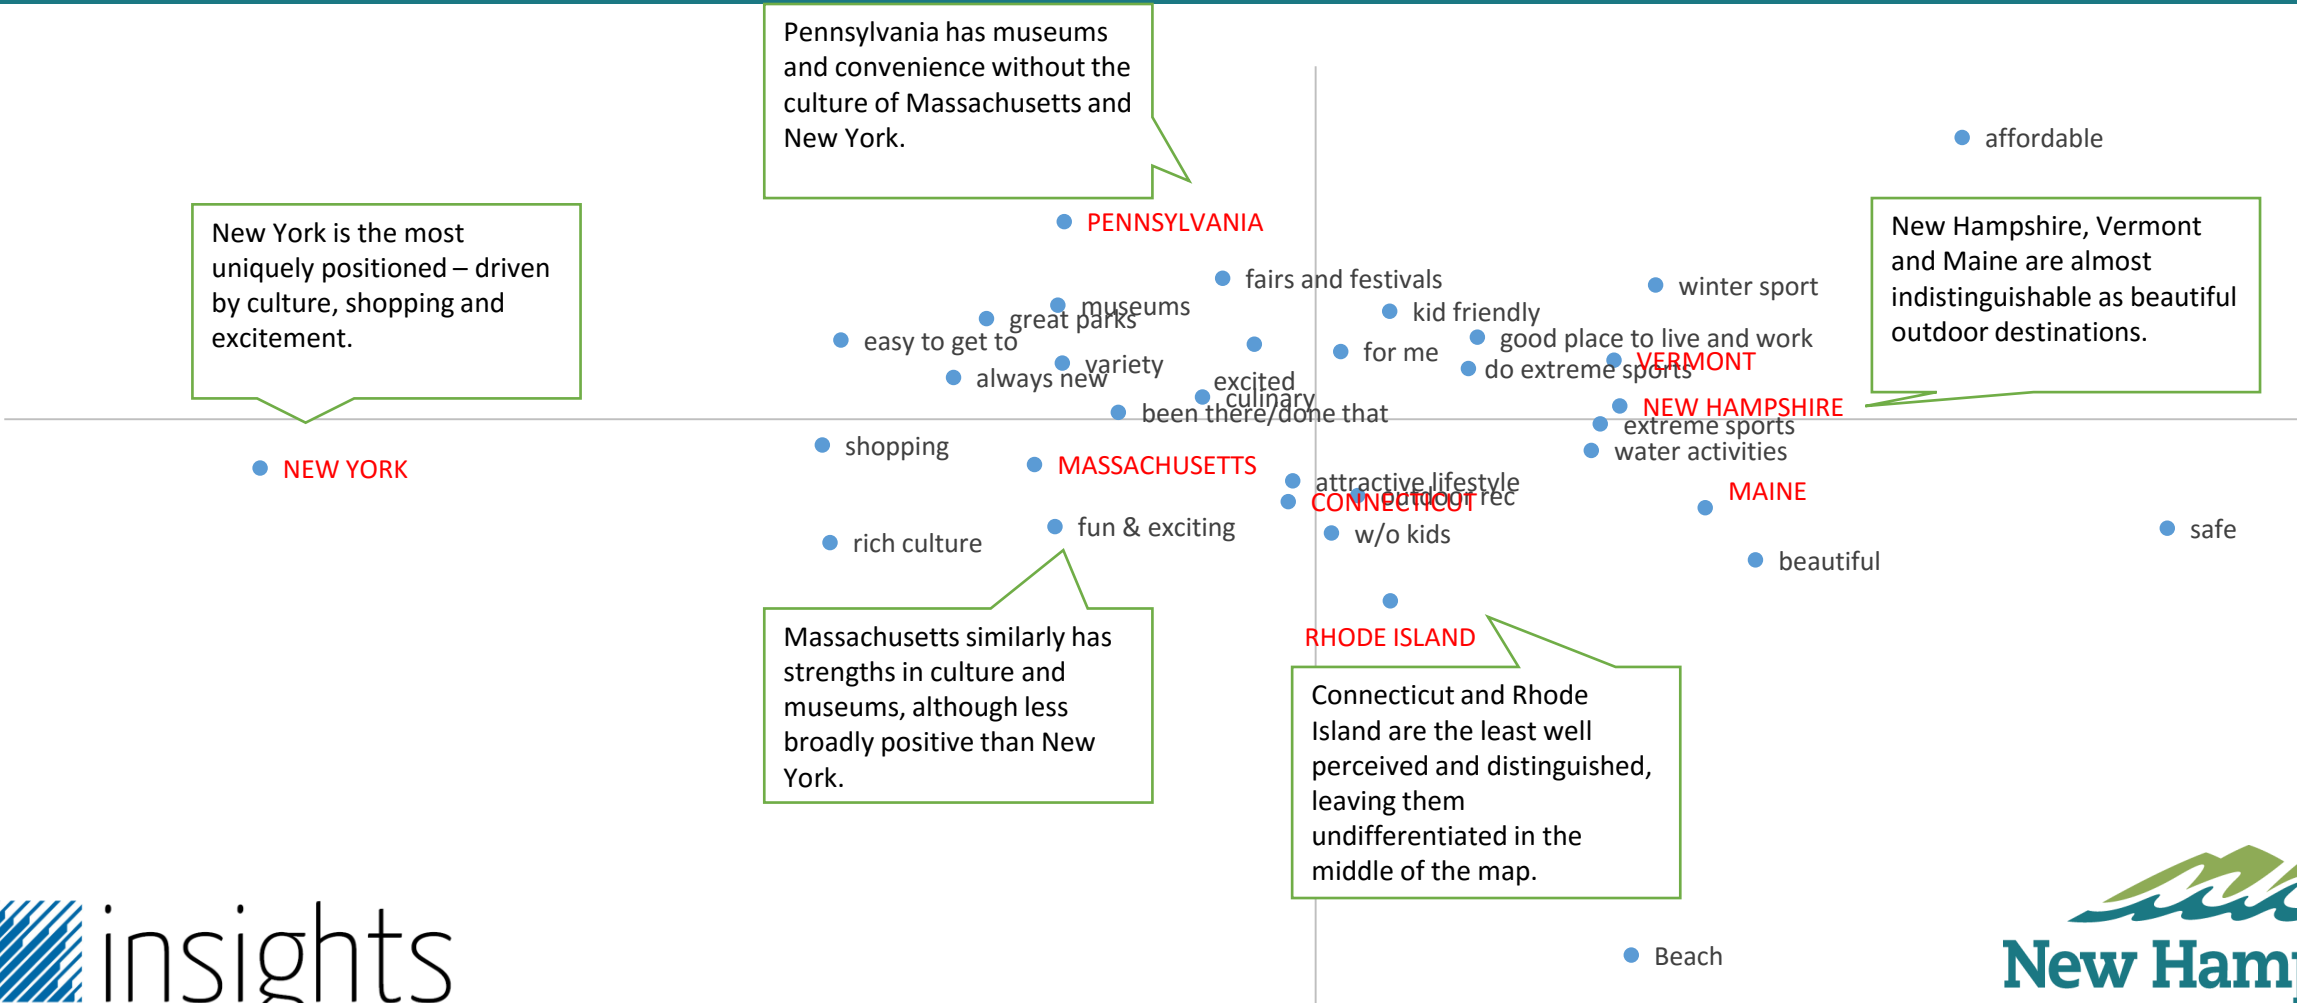 Pennsylvania has museums
and convenience without the
culture of Massachusetts and
New York.
affordable
New York is the most
uniquely positioned – driven
by culture, shopping and
excitement.
PENNSYLVANIA
New Hampshire, Vermont
and Maine are almost
indistinguishable as beautiful
outdoor destinations.
fairs and festivals
winter sport
museums
great parks
kid friendly
easy to get to
good place to live and work
for me
VERMONT
variety
do extreme sports
always new
excited
culinary
been there/done that
NEW HAMPSHIRE
extreme sports
shopping
water activities
NEW YORK
MASSACHUSETTS
attractive lifestyle
outdoor rec
CONNECTICUT
MAINE
rich culture
fun & exciting
w/o kids
safe
beautiful
RHODE ISLAND
Massachusetts similarly has
strengths in culture and
museums, although less
broadly positive than New
York.
Connecticut and Rhode
Island are the least well
perceived and distinguished,
leaving them
undifferentiated in the
middle of the map.
Beach
insights
New Hamp